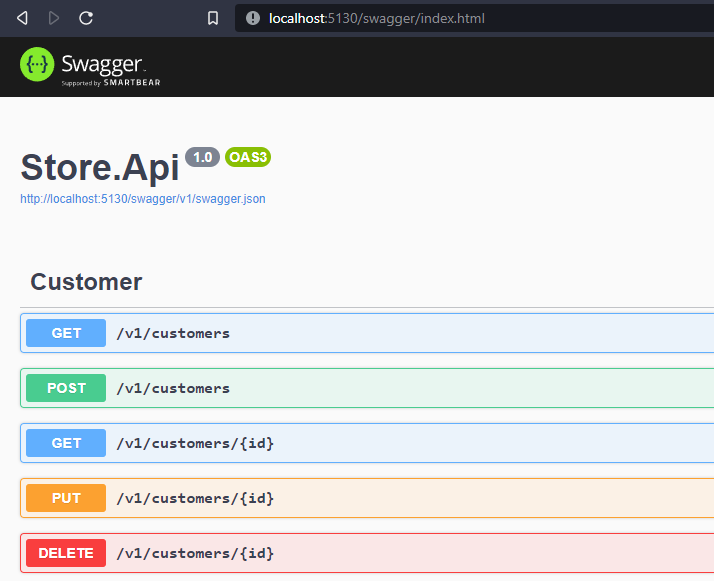 localhost:5130/swagger/index.html
{···} Swagger™
Supported by SMARTBEAR
Store.Api 1.0 OAS3
http://localhost:5130/swagger/v1/swagger.json
Customer
GET /v1/customers
POST /v1/customers
GET /v1/customers/{id}
PUT /v1/customers/{id}
DELETE /v1/customers/{id}